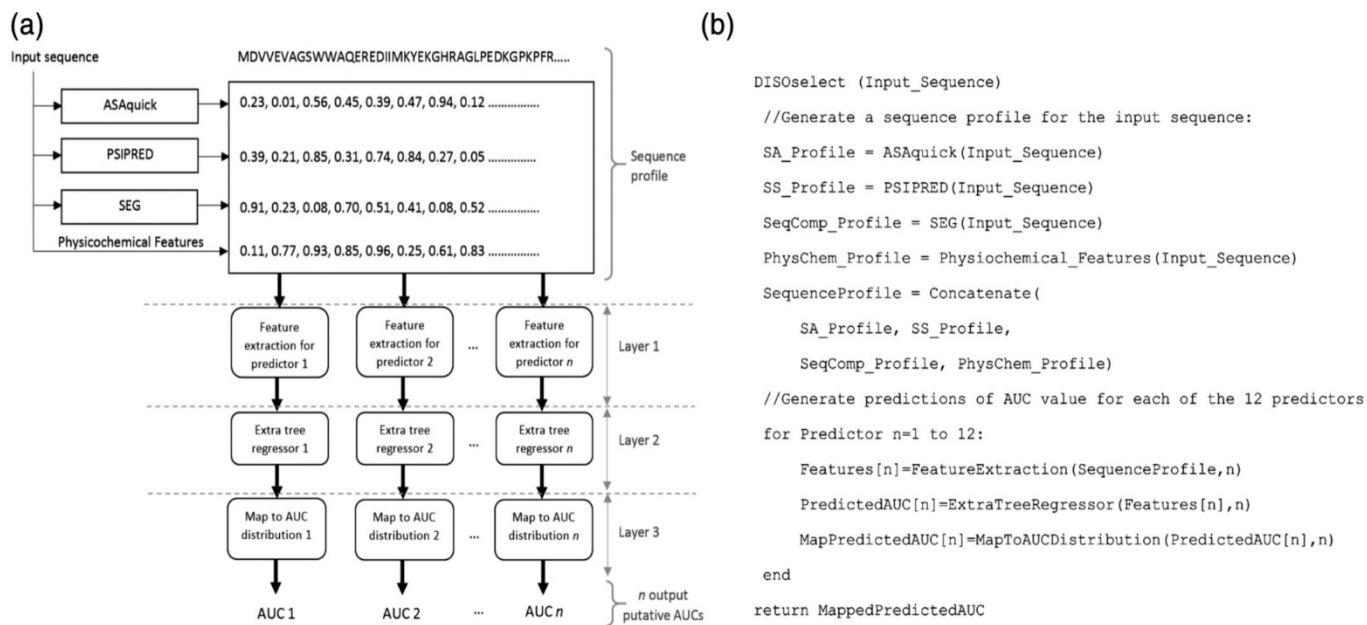 (a)
Input sequence
MDVVEVAGSWWAQEREDIIMKYEKGHRAGLPEDKGPKPFR.....
ASAquick
0.23, 0.01, 0.56, 0.45, 0.39, 0.47, 0.94, 0.12 ...............
PSIPRED
0.39, 0.21, 0.85, 0.31, 0.74, 0.84, 0.27, 0.05 ...............
SEG
0.91, 0.23, 0.08, 0.70, 0.51, 0.41, 0.08, 0.52 ...............
Physicochemical Features
0.11, 0.77, 0.93, 0.85, 0.96, 0.25, 0.61, 0.83 ...............
Sequence
profile
Feature
extraction for
predictor 1
Feature
extraction for
predictor 2
...
Feature
extraction for
predictor n
Layer 1
Extra tree
regressor 1
Extra tree
regressor 2
...
Extra tree
regressor n
Layer 2
Map to AUC
distribution 1
Map to AUC
distribution 2
...
Map to AUC
distribution n
Layer 3
AUC 1
AUC 2
...
AUC n
n output
putative AUCs
(b)
DISOselect (Input_Sequence)
//Generate a sequence profile for the input sequence:
SA_Profile = ASAquick(Input_Sequence)
SS_Profile = PSIPRED(Input_Sequence)
SeqComp_Profile = SEG(Input_Sequence)
PhysChem_Profile = Physiochemical_Features(Input_Sequence)
SequenceProfile = Concatenate(
SA_Profile, SS_Profile,
SeqComp_Profile, PhysChem_Profile)
//Generate predictions of AUC value for each of the 12 predictors
for Predictor n=1 to 12:
Features[n]=FeatureExtraction(SequenceProfile,n)
PredictedAUC[n]=ExtraTreeRegressor(Features[n],n)
MapPredictedAUC[n]=MapToAUCDistribution(PredictedAUC[n],n)
end
return MappedPredictedAUC